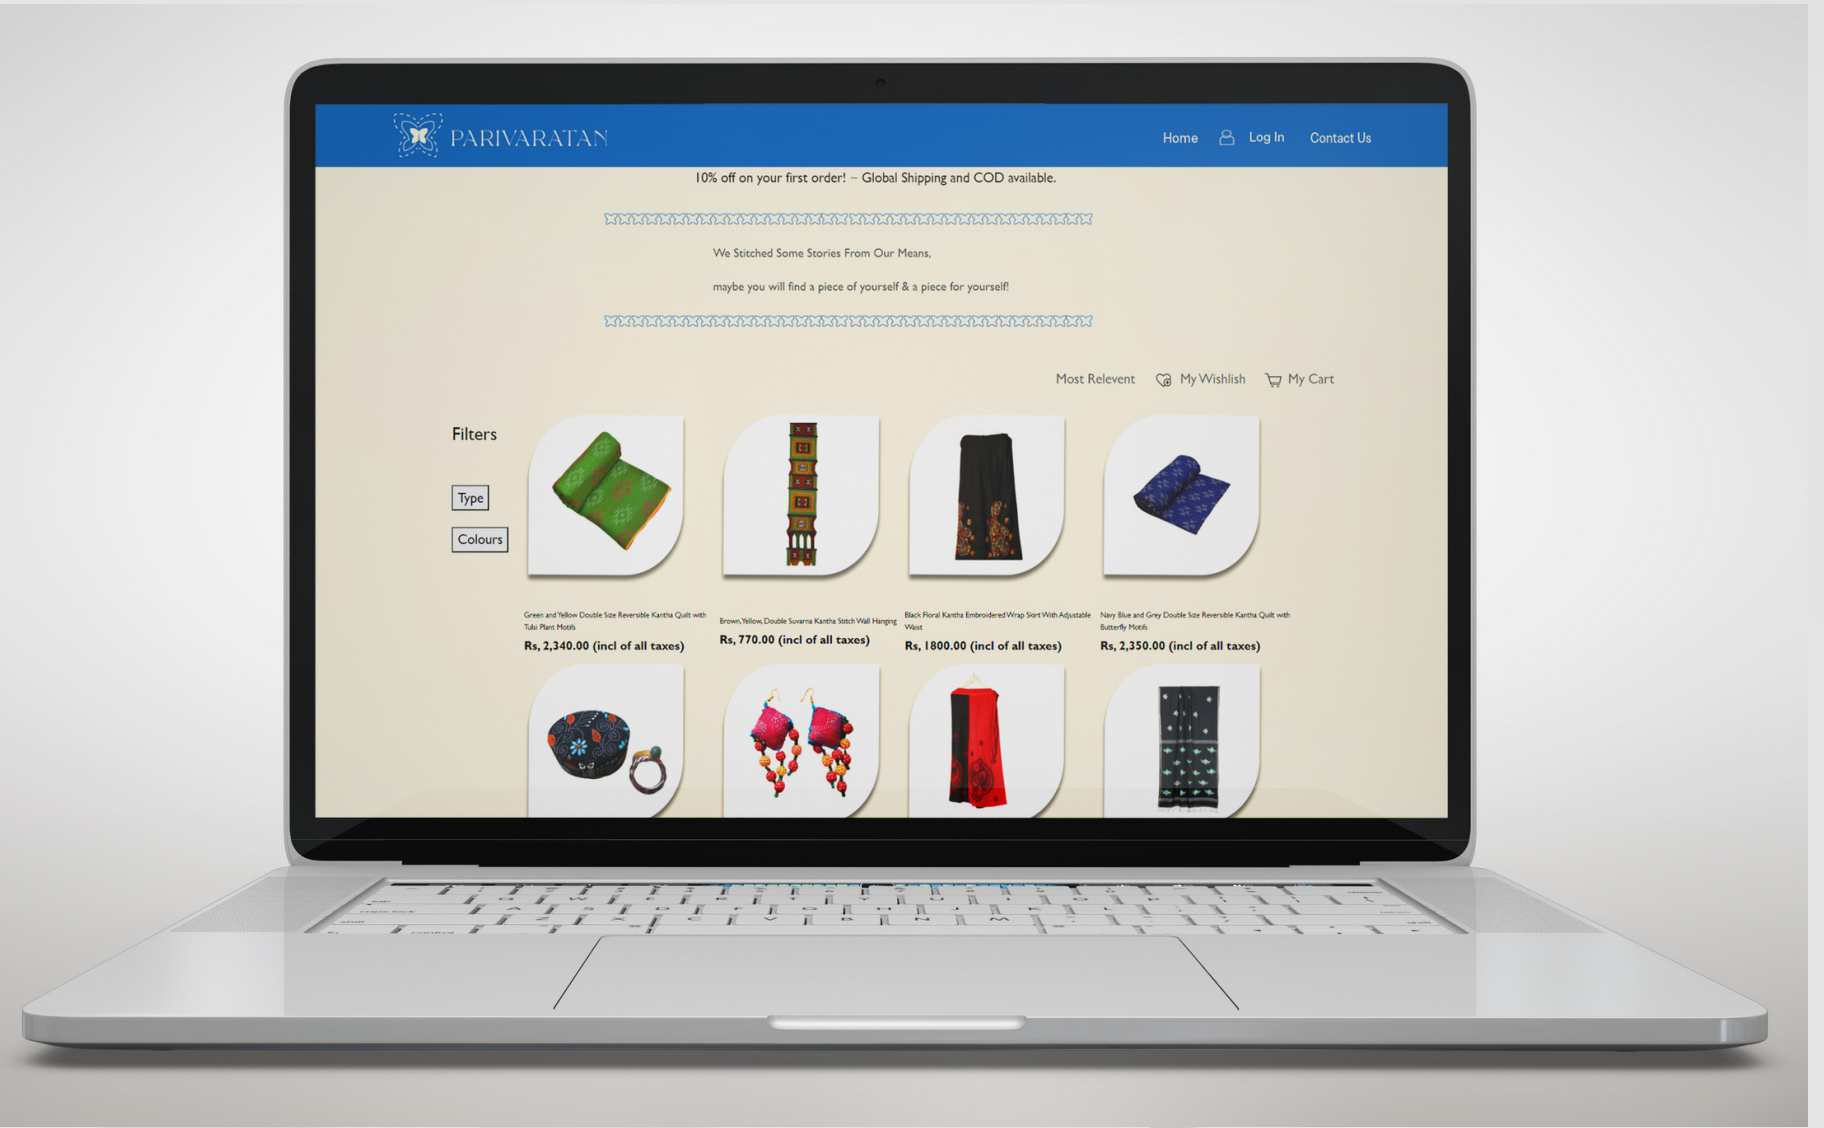 PARIVARATAN
Home Log In Contact Us
10% off on your first order! ~ Global Shipping and COD available.
We Stitched Some Stories From Our Means,
maybe you will find a piece of yourself & a piece for yourself!
Most Relevent My Wishlish My Cart
Filters
Type
Colours
Green and Yellow Double Size Reversible Kantha Quilt with
Tulsi Plant Motifs
Rs, 2,340.00 (incl of all taxes)
Brown, Yellow, Double Suvarna Kantha Stitch Wall Hanging
Rs, 770.00 (incl of all taxes)
Black Floral Kantha Embroidered Wrap Skirt With Adjustable
Waist
Rs, 1800.00 (incl of all taxes)
Navy Blue and Grey Double Size Reversible Kantha Quilt with
Butterfly Motifs
Rs, 2,350.00 (incl of all taxes)